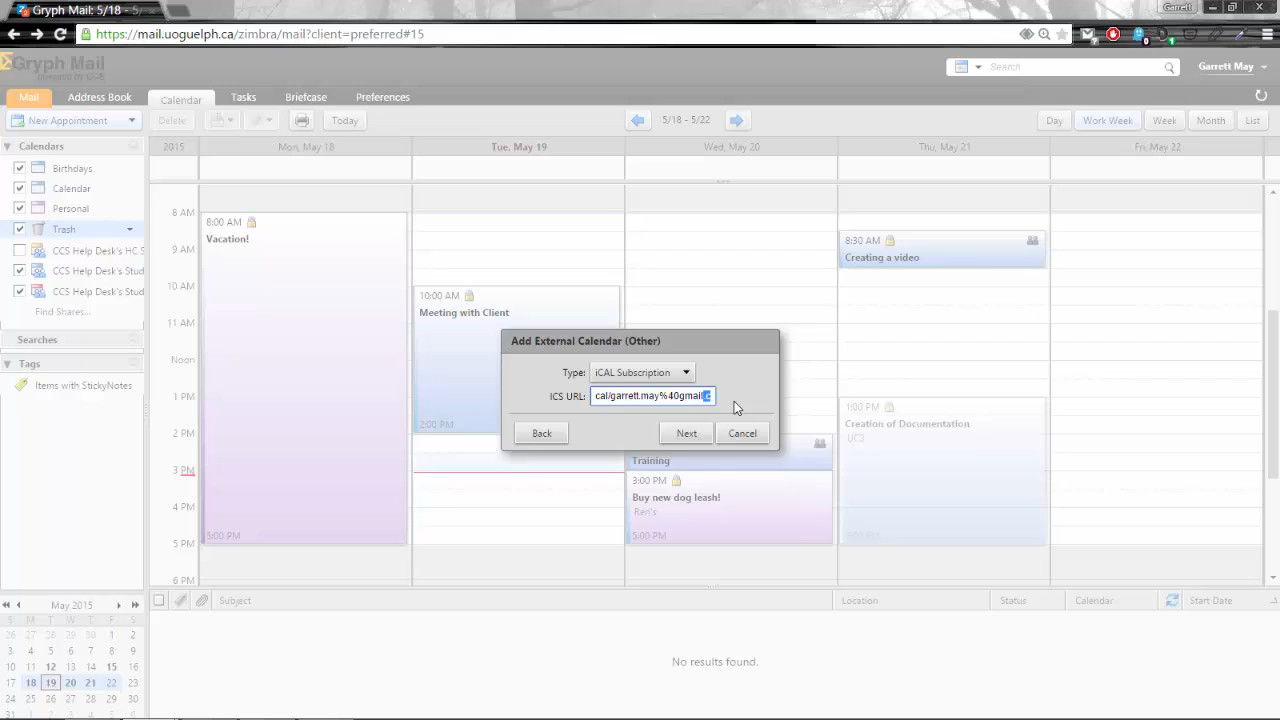 Gryph Mail: 5/18 - 5/
Garrett
https://mail.uoguelph.ca/zimbra/mail?client=preferred#15
Gryph Mail
Search
Garrett May
Mail
Address Book
Calendar
Tasks
Briefcase
Preferences
New Appointment
Delete
Today
5/18 - 5/22
Day
Work Week
Week
Month
List
Calendars
2015
Mon, May 18
Tue, May 19
Wed, May 20
Thu, May 21
Fri, May 22
Birthdays
Calendar
Personal
Trash
CCS Help Desk's HC S
CCS Help Desk's Stud
CCS Help Desk's Stud
Find Shares...
Searches
Tags
Items with StickyNotes
8 AM
9 AM
10 AM
11 AM
Noon
1 PM
2 PM
3 PM
4 PM
5 PM
6 PM
8:00 AM
Vacation!
5:00 PM
10:00 AM
Meeting with Client
2:00 PM
8:30 AM
Creating a video
1:00 PM
Creation of Documentation
Training
3:00 PM
Buy new dog leash!
Ren's
5:00 PM
Add External Calendar (Other)
Type: iCAL Subscription
ICS URL: cal/garrett.may%40gmail.c
Back
Next
Cancel
May 2015
S M T W T F S
26 27 28 29 30 1 2
3 4 5 6 7 8 9
10 11 12 13 14 15 16
17 18 19 20 21 22 23
24 25 26 27 28 29 30
31 1 2 3 4 5 6
Subject
Location
Status
Calendar
Start Date
No results found.